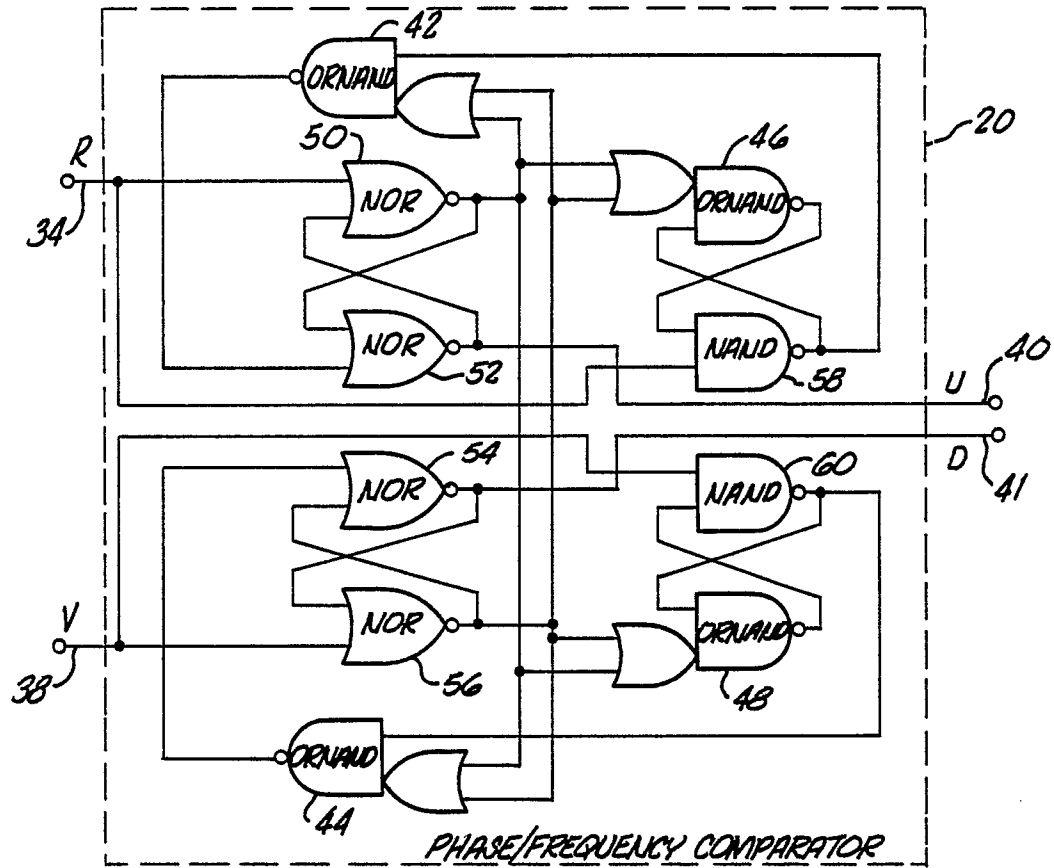 42
ORNAND
20
50
46
R
NOR
ORNAND
34
NOR
NAND
40
52
58
U
54
D
60
NOR
NAND
41
V
NOR
ORNAND
38
56
48
ORNAND
44
PHASE/FREQUENCY COMPARATOR